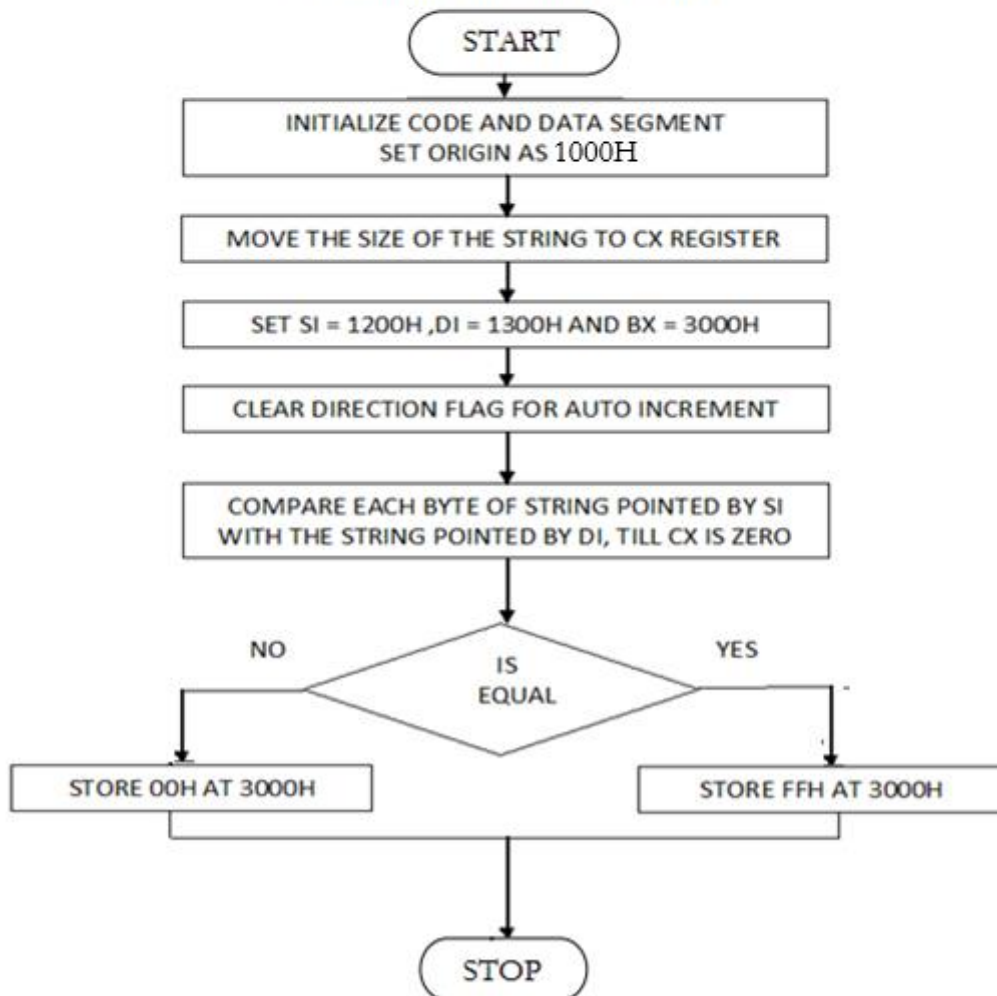 START
INITIALIZE CODE AND DATA SEGMENT
SET ORIGIN AS 1000H
MOVE THE SIZE OF THE STRING TO CX REGISTER
SET SI = 1200H ,DI = 1300H AND BX = 3000H
CLEAR DIRECTION FLAG FOR AUTO INCREMENT
COMPARE EACH BYTE OF STRING POINTED BY SI
WITH THE STRING POINTED BY DI, TILL CX IS ZERO
NO
IS
EQUAL
YES
STORE 00H AT 3000H
STORE FFH AT 3000H
STOP